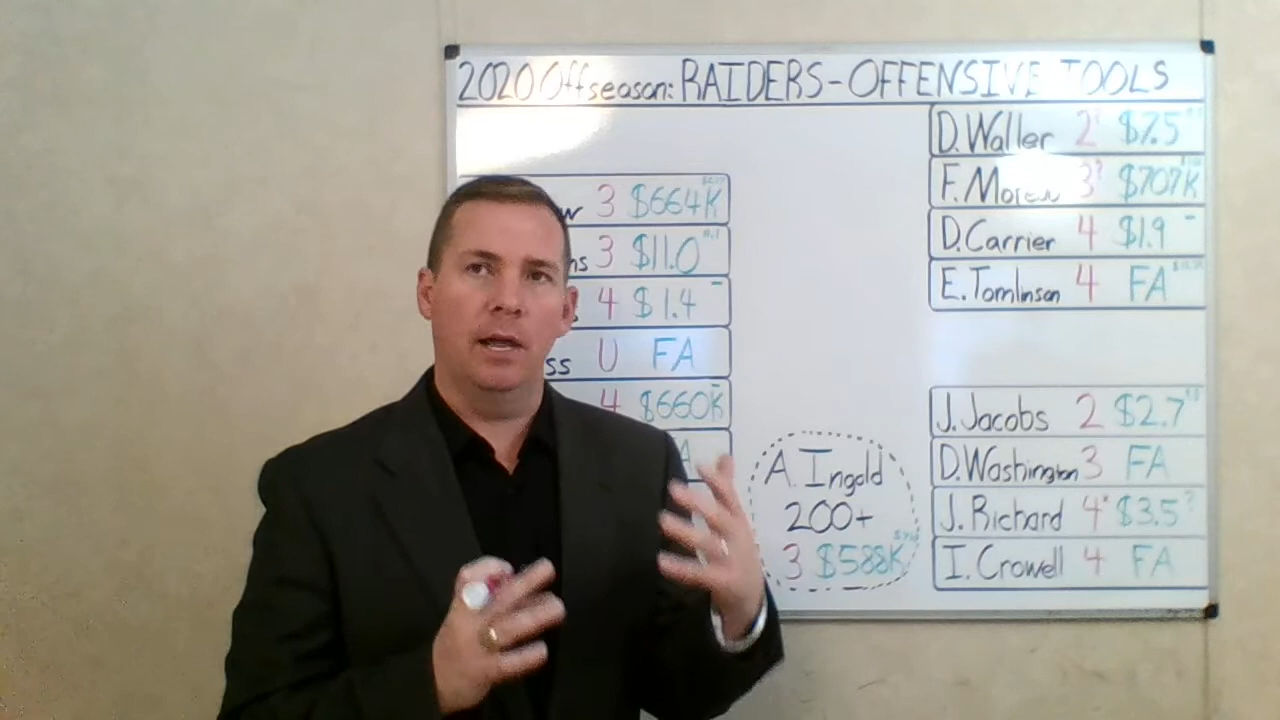 2020 Offseason: RAIDERS-OFFENSIVE TOOLS
3 $664K
3 $11.0
4 $1.4
U FA
4 $660K
D. Waller 2 $7.5
F. $707K
D. Carrier 4 $1.9
E. Tomlinson 4 FA
A. Ingold
200+
3 $588K
J. Jacobs 2 $2.7
D. Washington 3 FA
J. Richard 4 $3.5
I. Crowell 4 FA